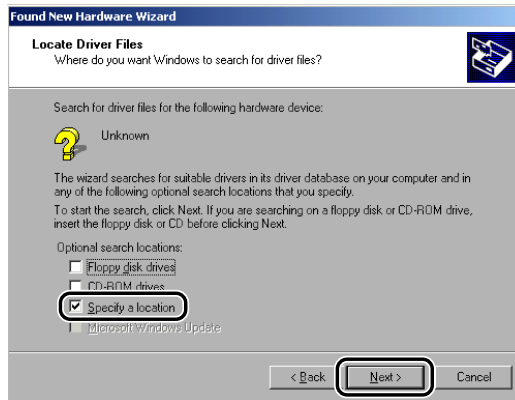 Found New Hardware Wizard
Locate Driver Files
Where do you want Windows to search for driver files?
Search for driver files for the following hardware device:
Unknown
The wizard searches for suitable drivers in its driver database on your computer and in
any of the following optional search locations that you specify.
To start the search, click Next. If you are searching on a floppy disk or CD-ROM drive,
insert the floppy disk or CD before clicking Next.
Optional search locations:
Floppy disk drives
CD-ROM drives
Specify a location
Microsoft Windows Update
< Back Next > Cancel